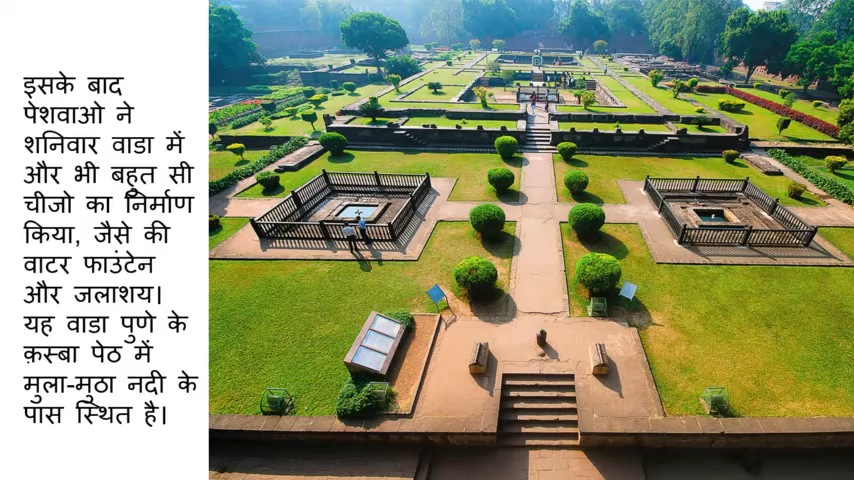 इसके बाद
पेशवाओ ने
शनिवार वाडा में
और भी बहुत सी
चीजो का निर्माण
किया, जैसे की
वाटर फाउंटेन
और जलाशय।
यह वाडा पुणे के
क़स्बा पेठ में
मुला-मुठा नदी के
पास स्थित है।